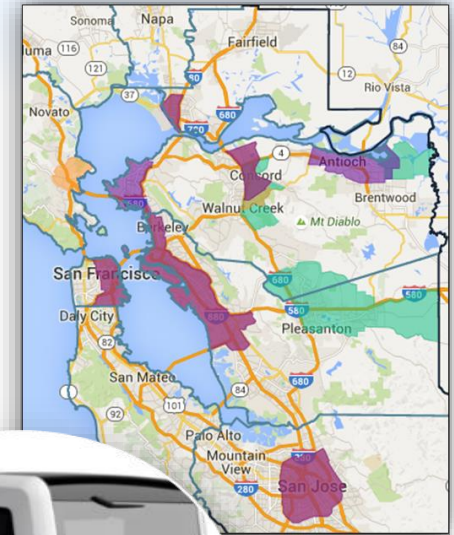 Sonoma
Napa
Fairfield
116
121
84
12
Rio Vista
80
37
Novato
680
780
4
Antioch
Concord
Brentwood
580
Walnut Creek
Mt Diablo
Berkeley
San Francisco
680
580
580
Daly City
880
Pleasanton
82
680
San Mateo
84
92
101
Palo Alto
Mountain
View
280
San Jose